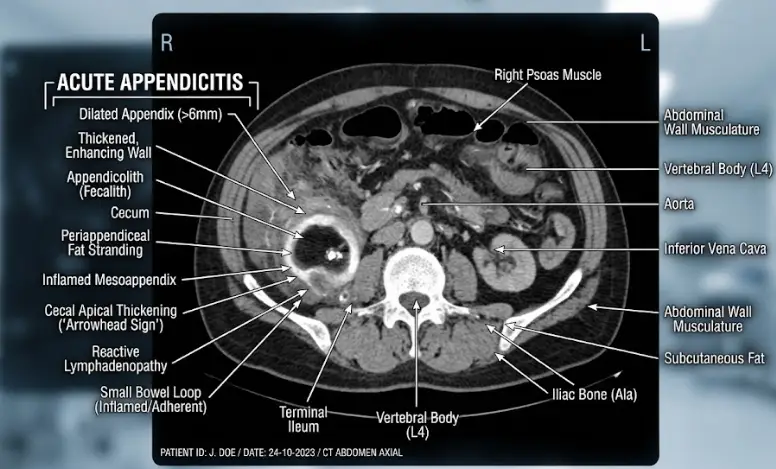 R
L
ACUTE APPENDICITIS
Dilated Appendix (>6mm)
Thickened,
Enhancing Wall
Appendicolith
(Fecalith)
Cecum
Periappendiceal
Fat Stranding
Inflamed Mesoappendix
Cecal Apical Thickening
('Arrowhead Sign')
Reactive
Lymphadenopathy
Small Bowel Loop
(Inflamed/Adherent)
Terminal
Ileum
Vertebral Body
(L4)
Right Psoas Muscle
Abdominal
Wall Musculature
Vertebral Body (L4)
Aorta
Inferior Vena Cava
Abdominal Wall
Musculature
Subcutaneous Fat
Iliac Bone (Ala)
PATIENT ID: J. DOE / DATE: 24-10-2023 / CT ABDOMEN AXIAL